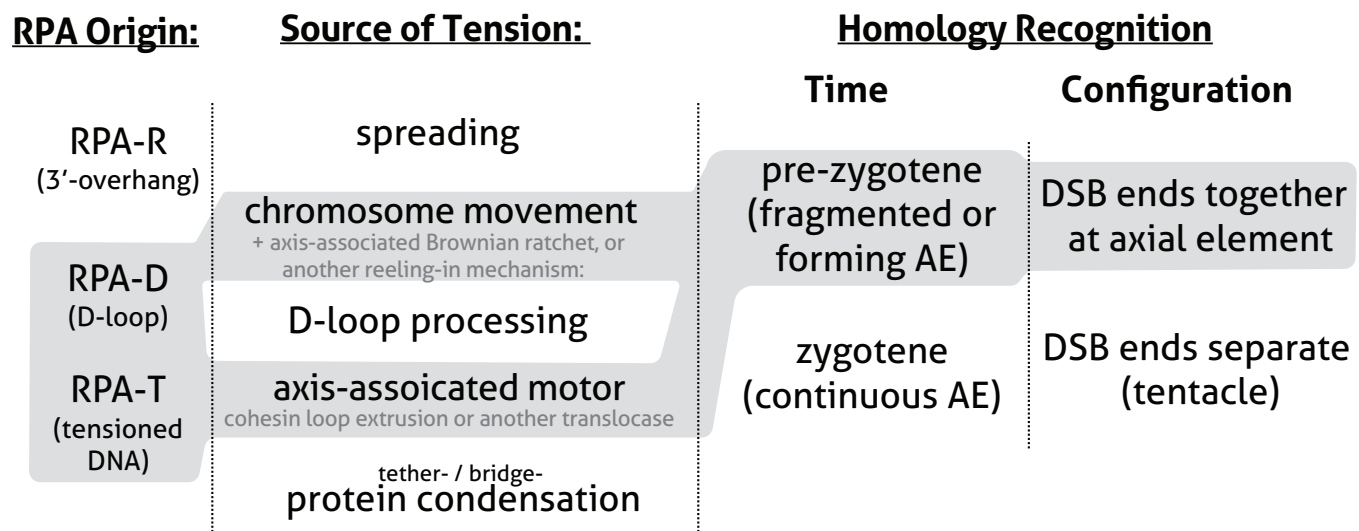 RPA Origin:
Source of Tension:
Homology Recognition
Time
Configuration
RPA-R
(3'-overhang)
RPA-D
(D-loop)
RPA-T
(tensioned
DNA)
spreading
chromosome movement
+ axis-associated Brownian ratchet, or
another reeling-in mechanism:
D-loop processing
axis-assoicated motor
cohesin loop extrusion or another translocase
tether- / bridge-
protein condensation
pre-zygotene
(fragmented or
forming AE)
zygotene
(continuous AE)
DSB ends together
at axial element
DSB ends separate
(tentacle)